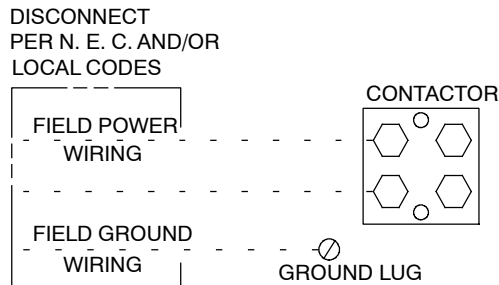 DISCONNECT
PER N. E. C. AND/OR
LOCAL CODES
CONTACTOR
FIELD POWER
WIRING
FIELD GROUND
WIRING
GROUND LUG